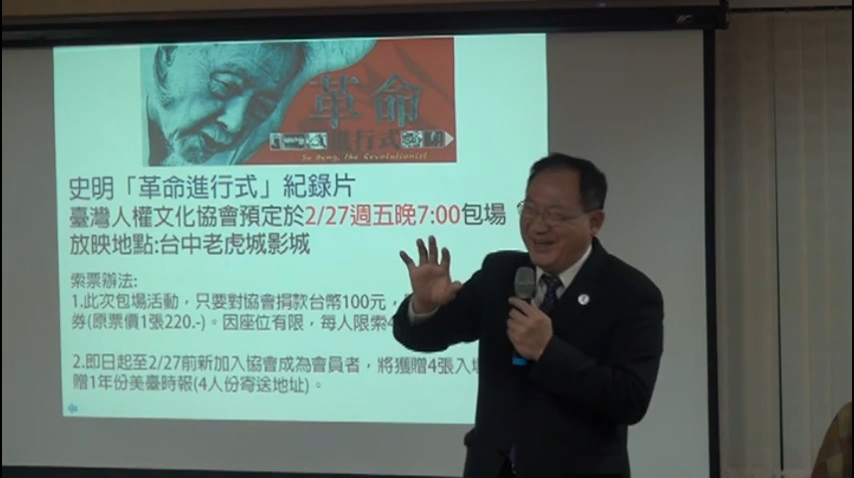 革命
進行式
Su Beng, the Revolutionist
史明「革命進行式」紀錄片
臺灣人權文化協會預定於2/27週五晚7:00包場
放映地點:台中老虎城影城
索票辦法:
1.此次包場活動，只要對協會捐款台幣100元，
券(原票價1張220.-)。因座位有限，每人限索4
2.即日起至2/27前新加入協會成為會員者，將獲贈4張入場
贈1年份美臺時報(4人份寄送地址)。